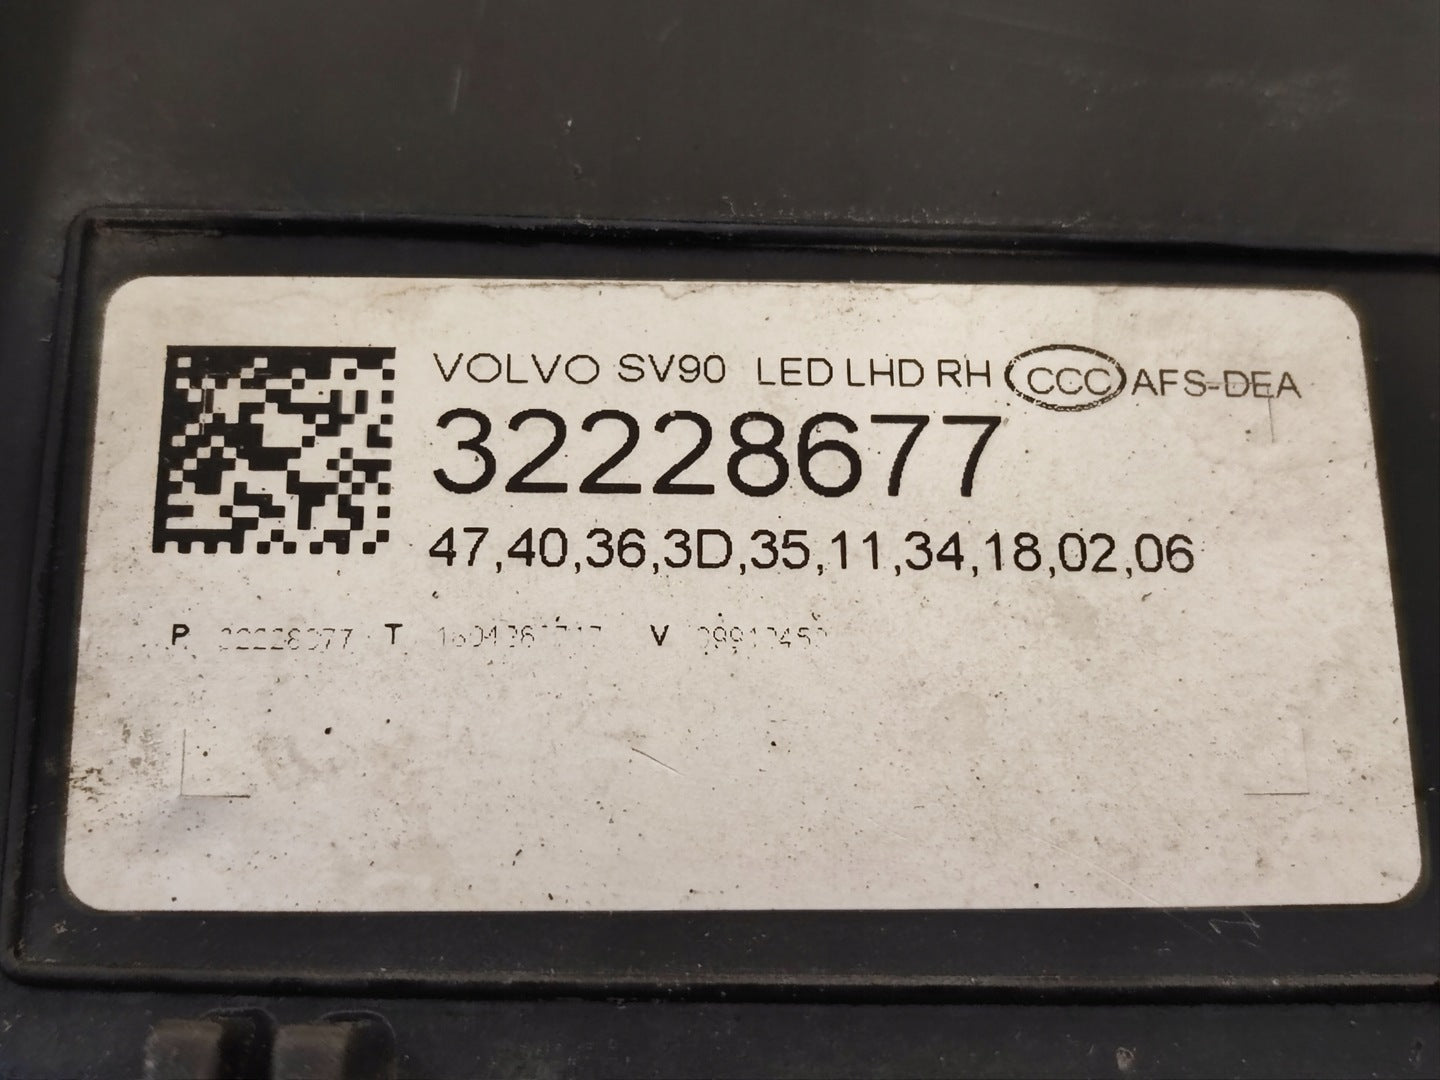 VOLVO SV90 LED LHD RH CCC AFS-DEA
32228677
47,40,36,3D,35,11,34,18,02,06
P T V